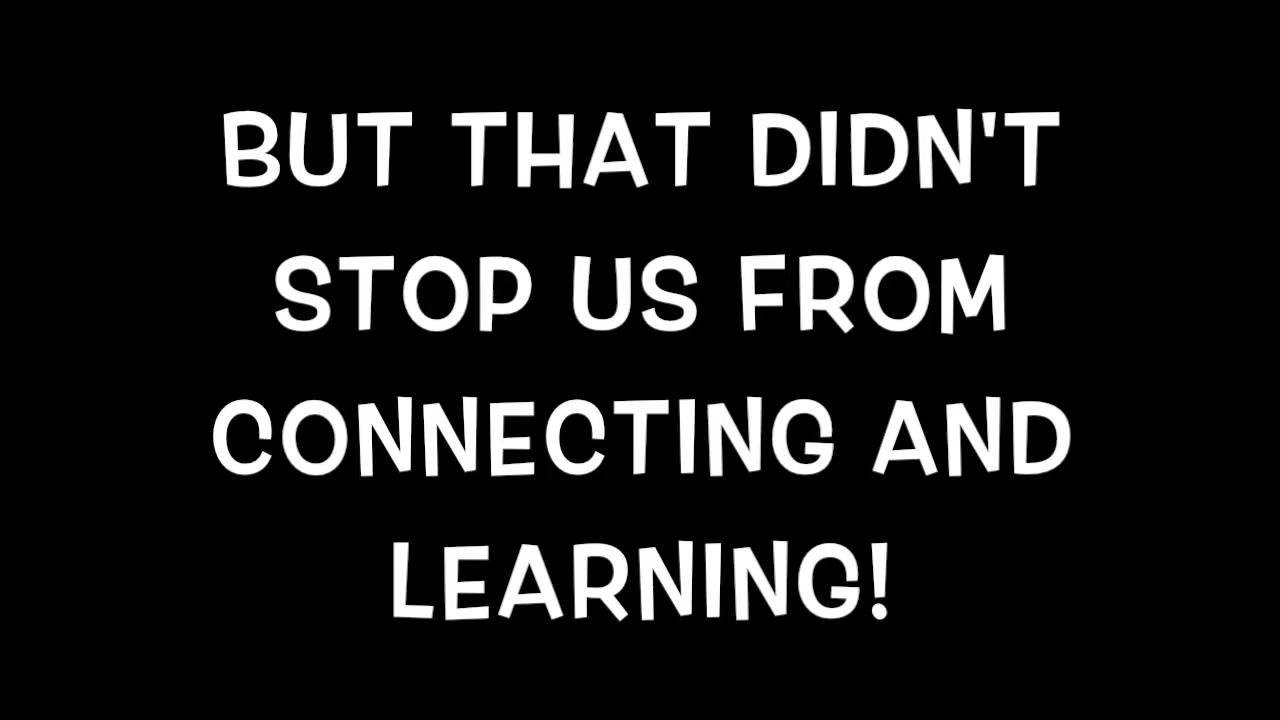 BUT THAT DIDN'T
STOP US FROM
CONNECTING AND
LEARNING!